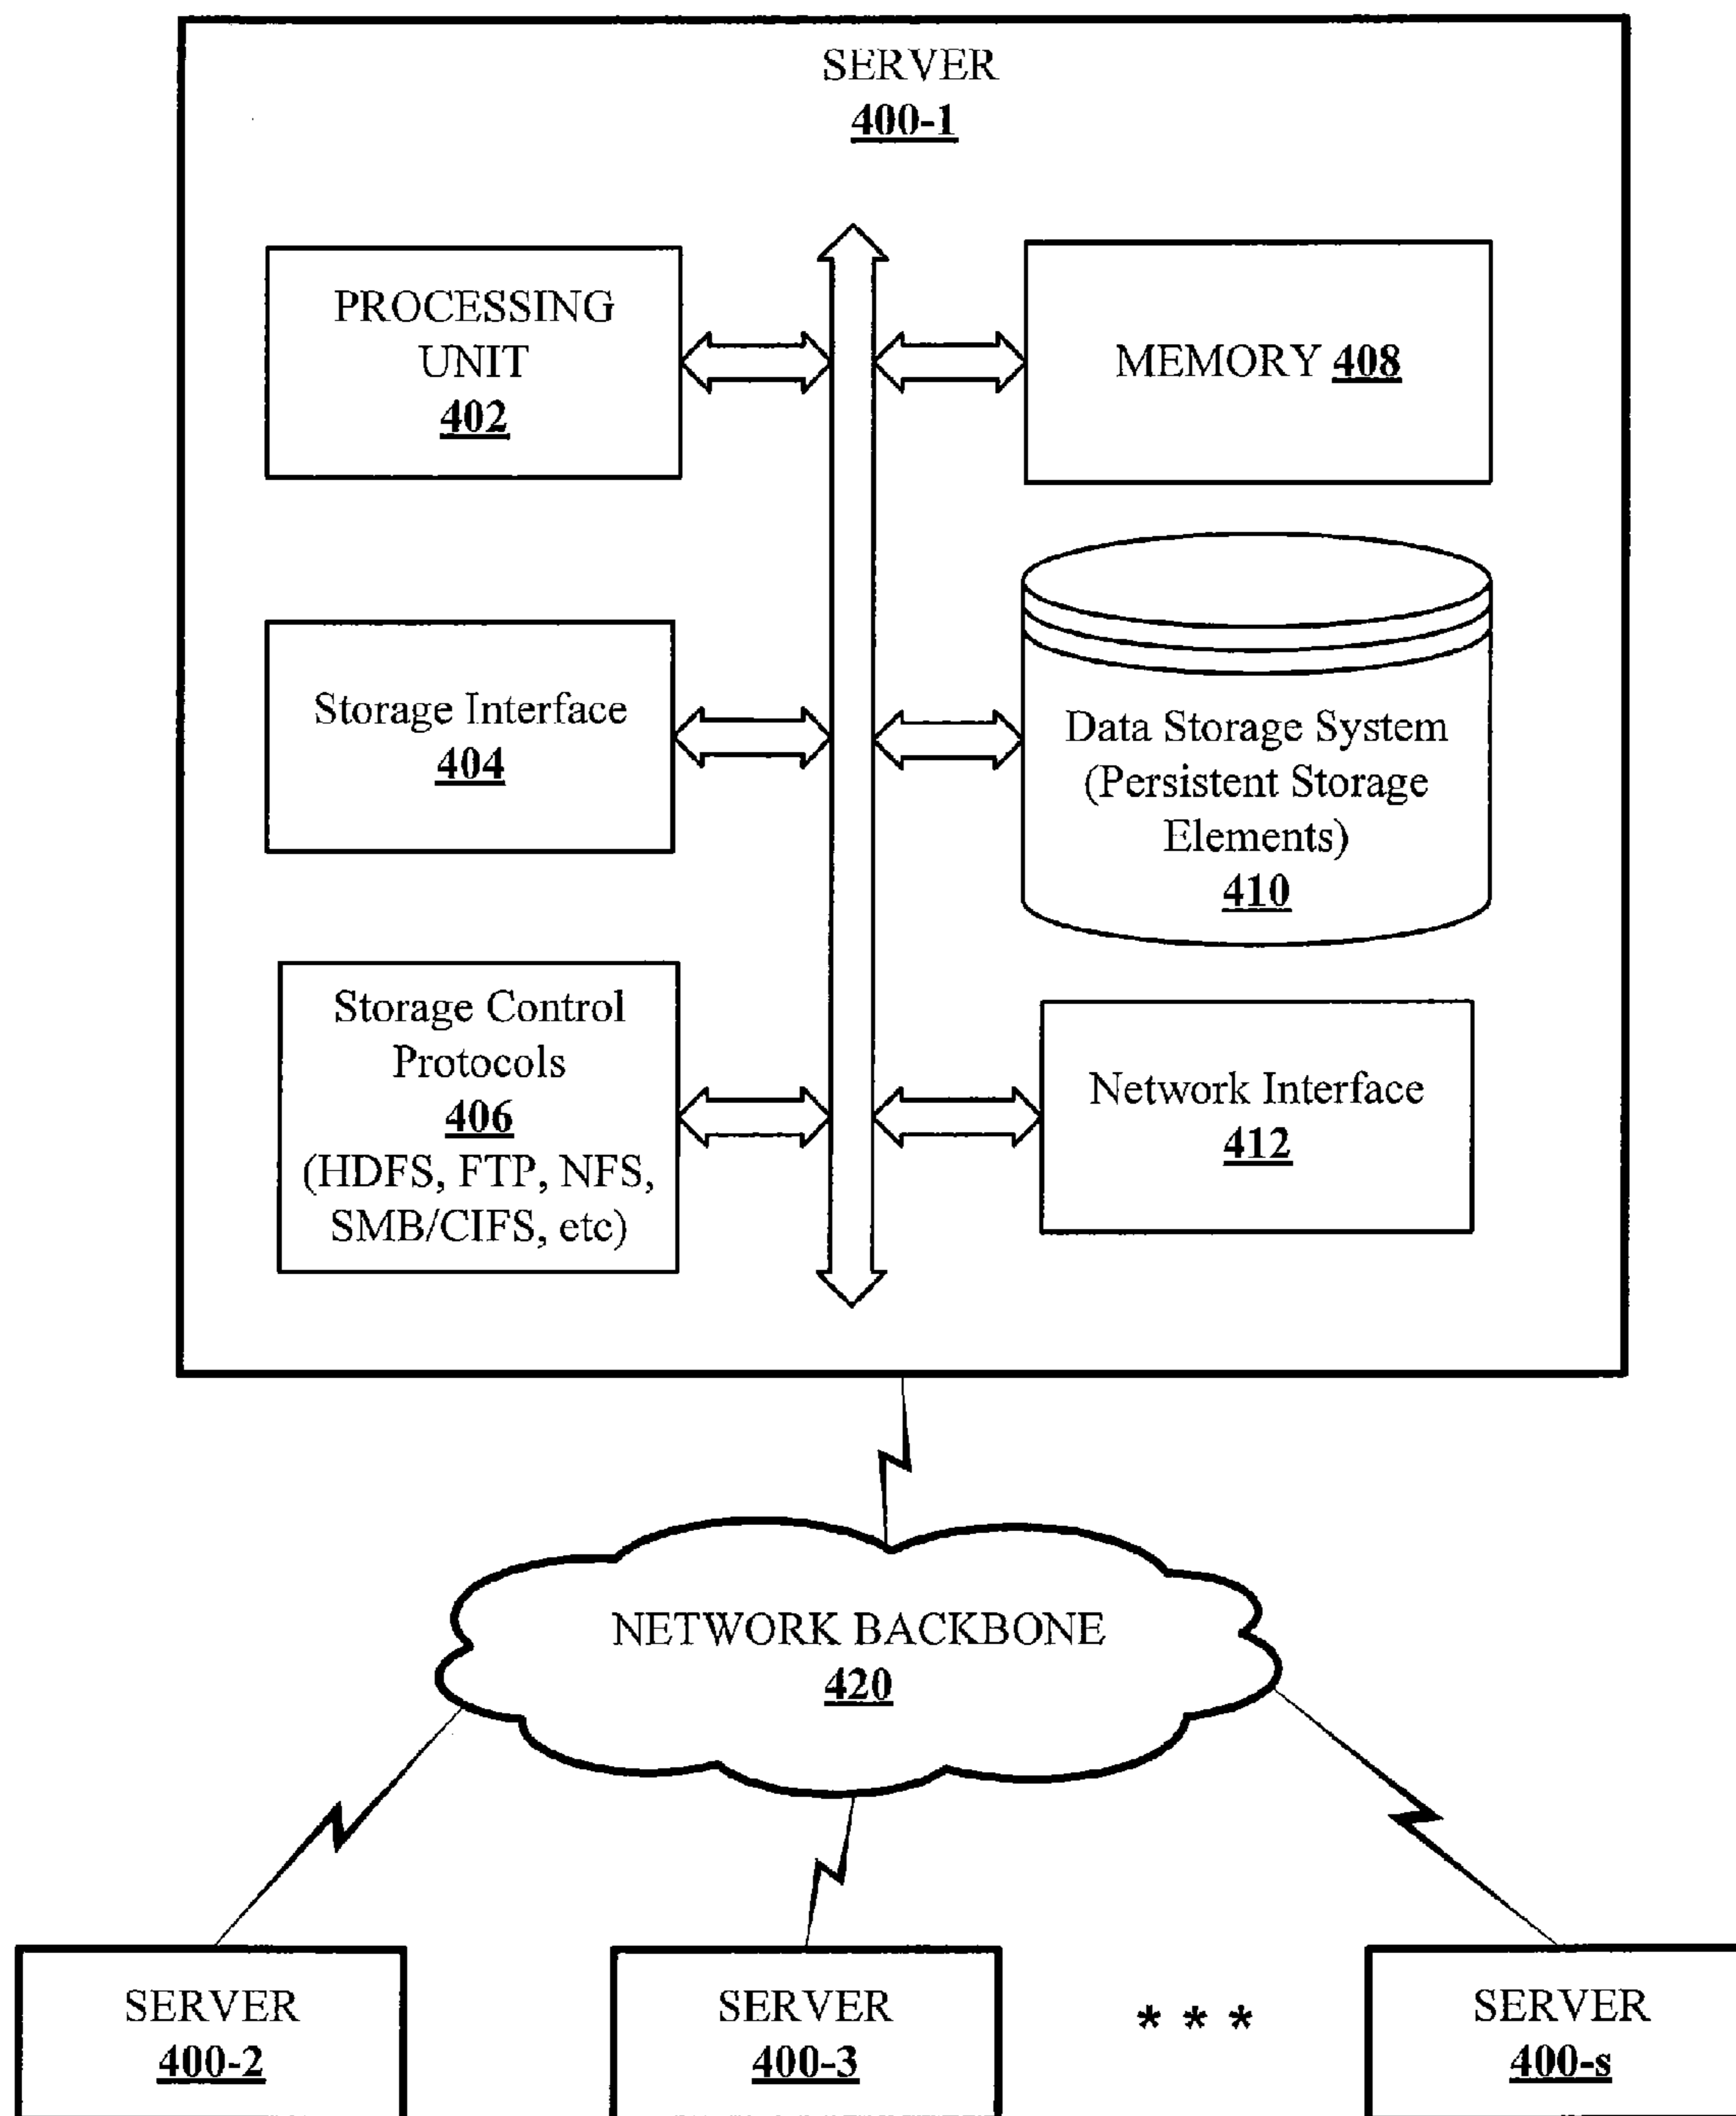 SERVER
400-1
PROCESSING
UNIT
402
MEMORY 408
Storage Interface
404
Data Storage System
(Persistent Storage
Elements)
410
Storage Control
Protocols
406
(HDFS, FTP, NFS,
SMB/CIFS, etc)
Network Interface
412
NETWORK BACKBONE
420
SERVER
400-2
SERVER
400-3
* * *
SERVER
400-s